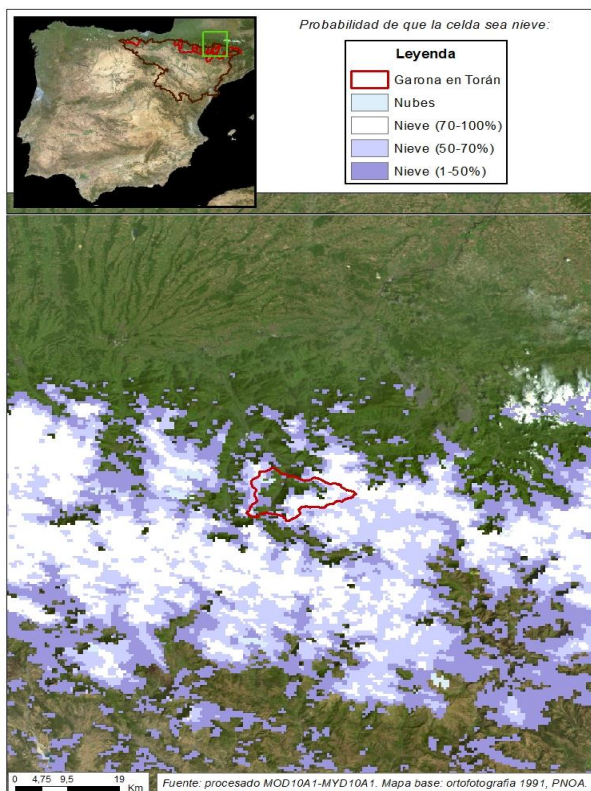 Probabilidad de que la celda sea nieve:
Leyenda
Garona en Torán
Nubes
Nieve (70-100%)
Nieve (50-70%)
Nieve (1-50%)
0 4,75 9,5 19
Km
Fuente: procesado MOD10A1-MYD10A1. Mapa base: ortofotografía 1991, PNOA.